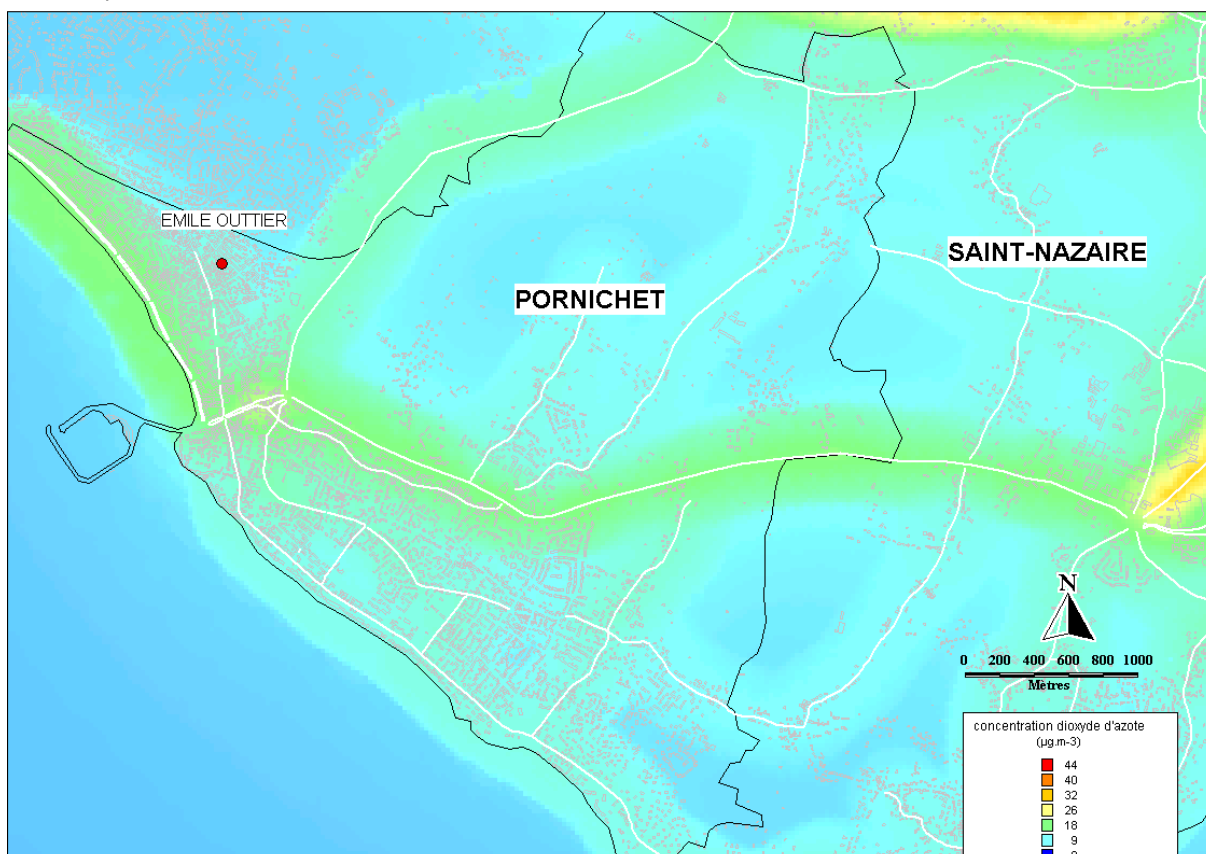 EMILE OUTTIER
SAINT-NAZAIRE
PORNICHET
N
0 200 400 600 800 1000
Mètres
concentration dioxyde d'azote
(µg.m-3)
44
40
32
26
18
9